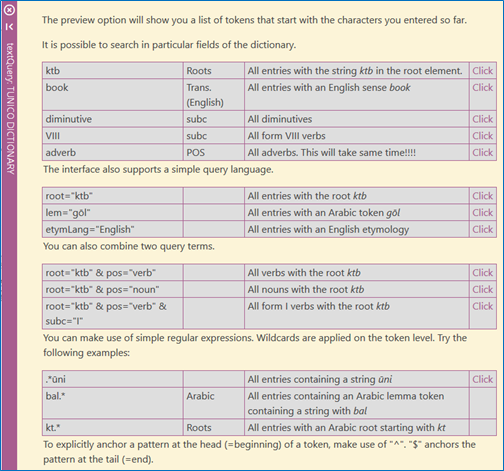 textQuery: TUNICO DICTIONARY
The preview option will show you a list of tokens that start with the characters you entered so far.
It is possible to search in particular fields of the dictionary.
ktb Roots All entries with the string ktb in the root element. Click
book Trans. (English) All entries with an English sense book Click
diminutive subc All diminutives Click
VIII subc All form VIII verbs Click
adverb POS All adverbs. This will take same time!!!! Click
The interface also supports a simple query language.
root="ktb" All entries with the root ktb Click
lem="gōl" All entries with an Arabic token gōl Click
etymLang="English" All entries with an English etymology Click
You can also combine two query terms.
root="ktb" & pos="verb" All verbs with the root ktb Click
root="ktb" & pos="noun" All nouns with the root ktb Click
root="ktb" & pos="verb" & subc="I" All form I verbs with the root ktb Click
You can make use of simple regular expressions. Wildcards are applied on the token level. Try the
following examples:
.*ūni All entries containing a string ūni Click
bal.* Arabic All entries containing an Arabic lemma token
containing a string with bal
kt.* Roots All entries with an Arabic root starting with kt
To explicitly anchor a pattern at the head (=beginning) of a token, make use of "^". "$" anchors the
pattern at the tail (=end).